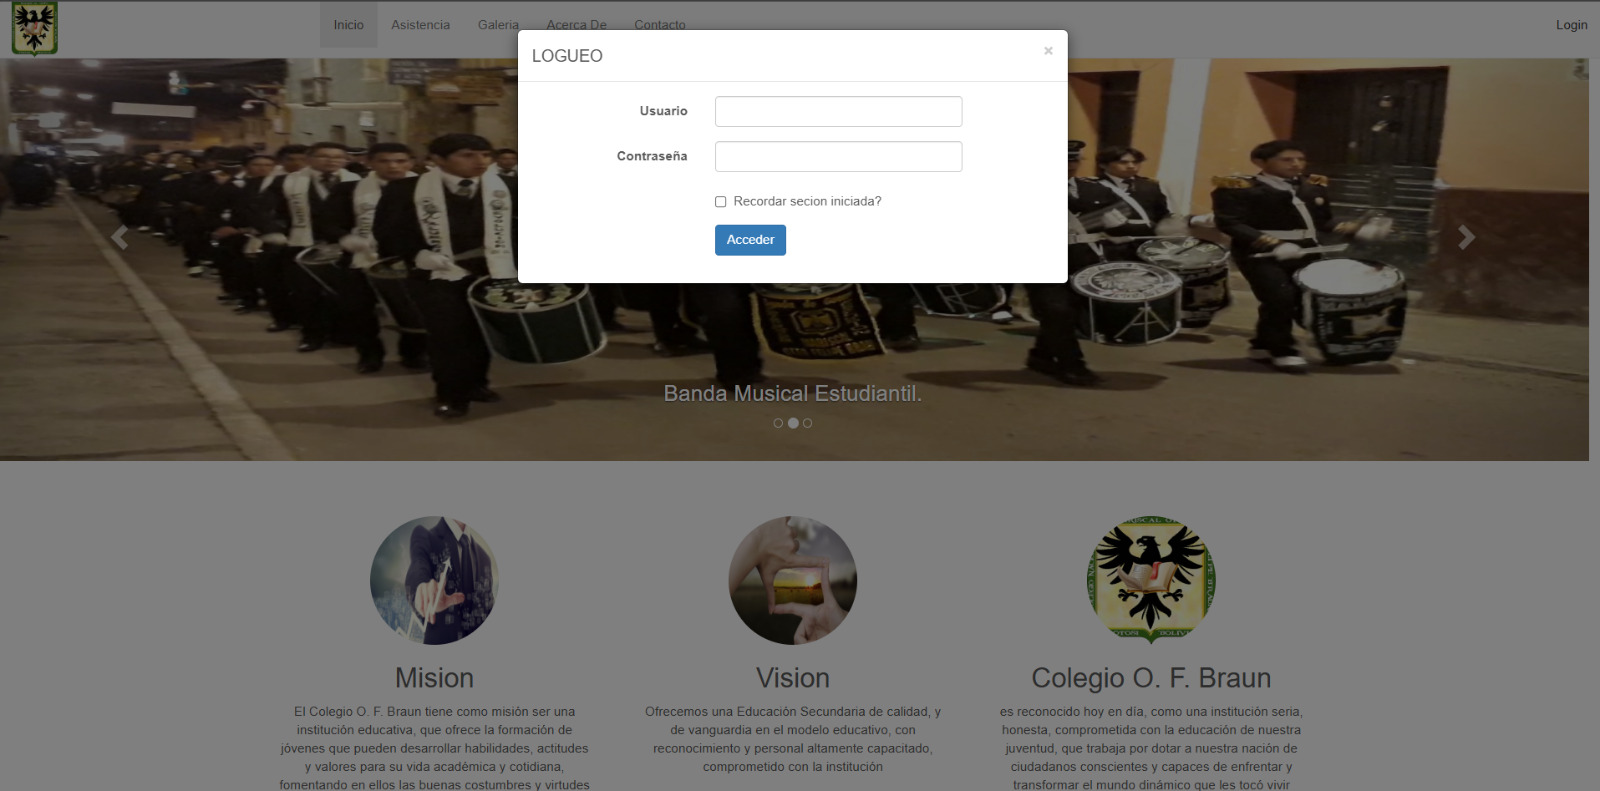 Inicio Asistencia Galeria Acerca De Contacto Login
LOGUEO ×
Usuario
Contraseña
Recordar secion iniciada?
Acceder
Banda Musical Estudiantil.
Mision
El Colegio O. F. Braun tiene como misión ser una
institución educativa, que ofrece la formación de
jóvenes que pueden desarrollar habilidades, actitudes
y valores para su vida académica y cotidiana,
fomentando en ellos las buenas costumbres y virtudes
Vision
Ofrecemos una Educación Secundaria de calidad, y
de vanguardia en el modelo educativo, con
reconocimiento y personal altamente capacitado,
comprometido con la institución
Colegio O. F. Braun
es reconocido hoy en día, como una institución seria,
honesta, comprometida con la educación de nuestra
juventud, que trabaja por dotar a nuestra nación de
ciudadanos conscientes y capaces de enfrentar y
transformar el mundo dinámico que les tocó vivir